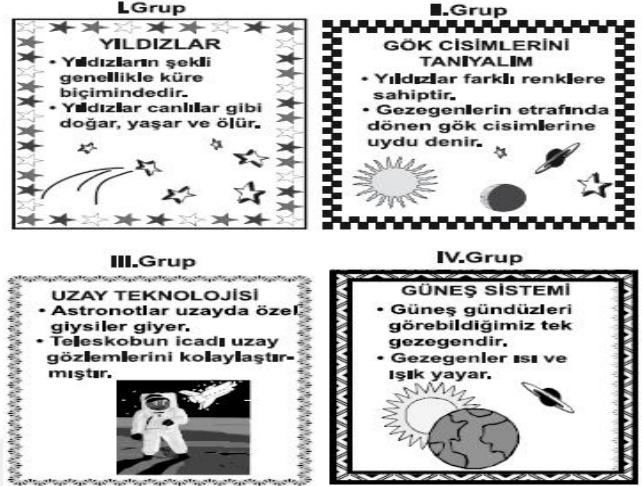 I.Grup
YILDIZLAR
• Yıldızların şekli
genellikle küre
biçimindedir.
• Yıldızlar canlılar gibi
doğar, yaşar ve ölür.
II.Grup
GÖK CİSİMLERİNİ
TANIYALIM
• Yıldızlar farklı renklere
sahiptir.
• Gezegenlerin etrafında
dönen gök cisimlerine
uydu denir.
III.Grup
UZAY TEKNOLOJİSİ
• Astronotlar uzayda özel
giysiler giyer.
• Teleskobun icadı uzay
gözlemlerini kolaylaştır-
mıştır.
IV.Grup
GÜNEŞ SİSTEMİ
• Güneş gündüzleri
görebildiğimiz tek
gezegendir.
• Gezegenler ısı ve
ışık yayar.